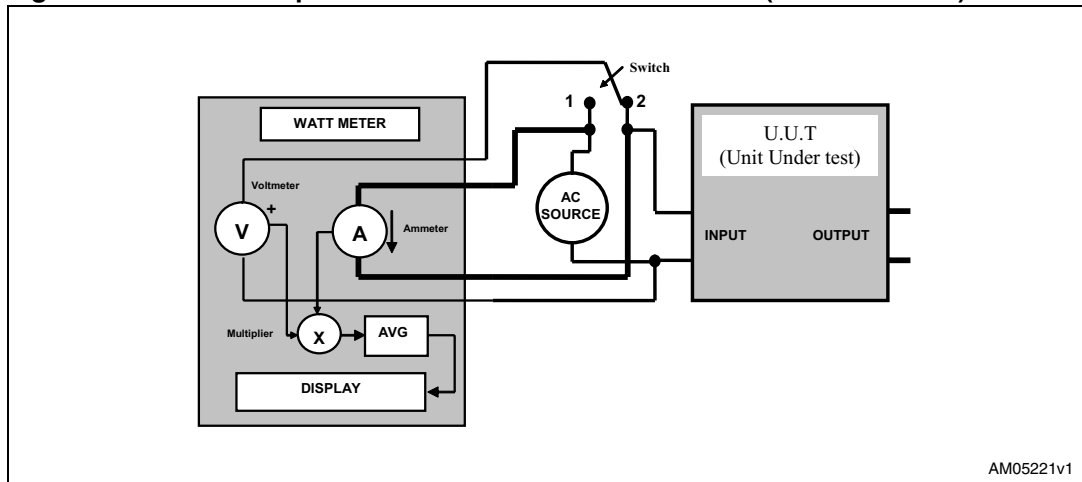 Switch
1
2
WATT METER
U.U.T
(Unit Under test)
Voltmeter
+
V
A
Ammeter
AC
SOURCE
INPUT
OUTPUT
Multiplier
X
AVG
DISPLAY
AM05221v1